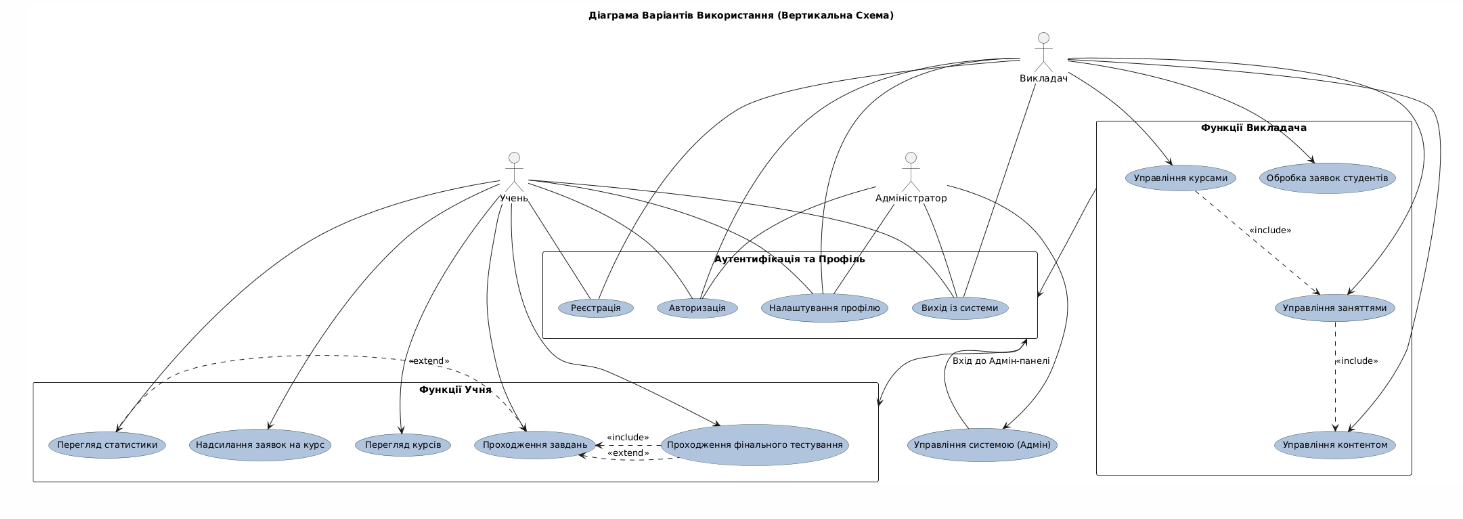 Діаграма Варіантів Використання (Вертикальна Схема)
Викладач
Функції Викладача
Управління курсами
Обробка заявок студентів
Учень
Адміністратор
«include»
Аутентифікація та Профіль
Реєстрація
Авторизація
Налаштування профілю
Вихід із системи
Управління заняттями
«extend»
Вхід до Адмін-панелі
«include»
Функції Учня
Перегляд статистики
Надсилання заявок на курс
Перегляд курсів
Проходження завдань
«include»
«extend»
Проходження фінального тестування
Управління системою (Адмін)
Управління контентом